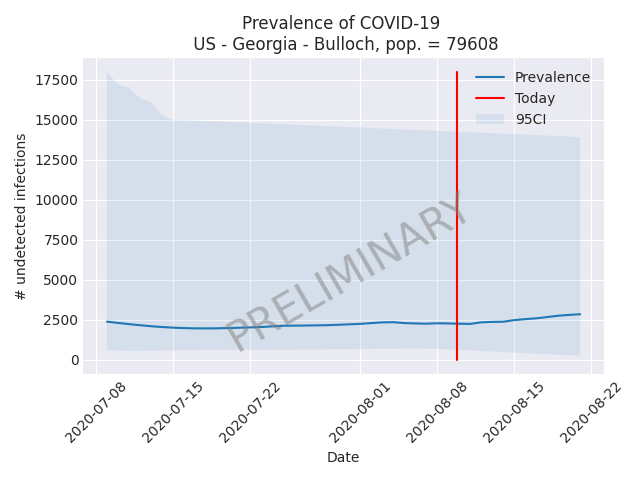 Prevalence of COVID-19
US - Georgia - Bulloch, pop. = 79608
Prevalence
Today
95CI
17500
15000
12500
10000
7500
5000
2500
0
# undetected infections
PRELIMINARY
2020-07-08
2020-07-15
2020-07-22
2020-08-01
2020-08-08
2020-08-15
2020-08-22
Date